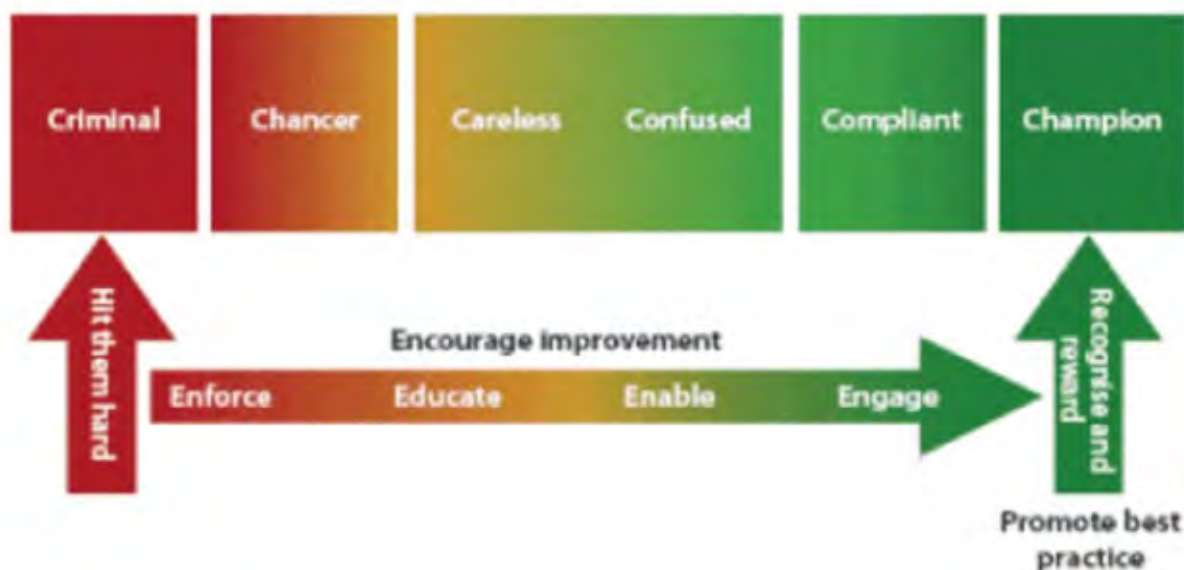 Criminal
Chancer
Careless
Confused
Compliant
Champion
Hit them hard
Encourage improvement
Enforce
Educate
Enable
Engage
Recognise and
reward
Promote best
practice